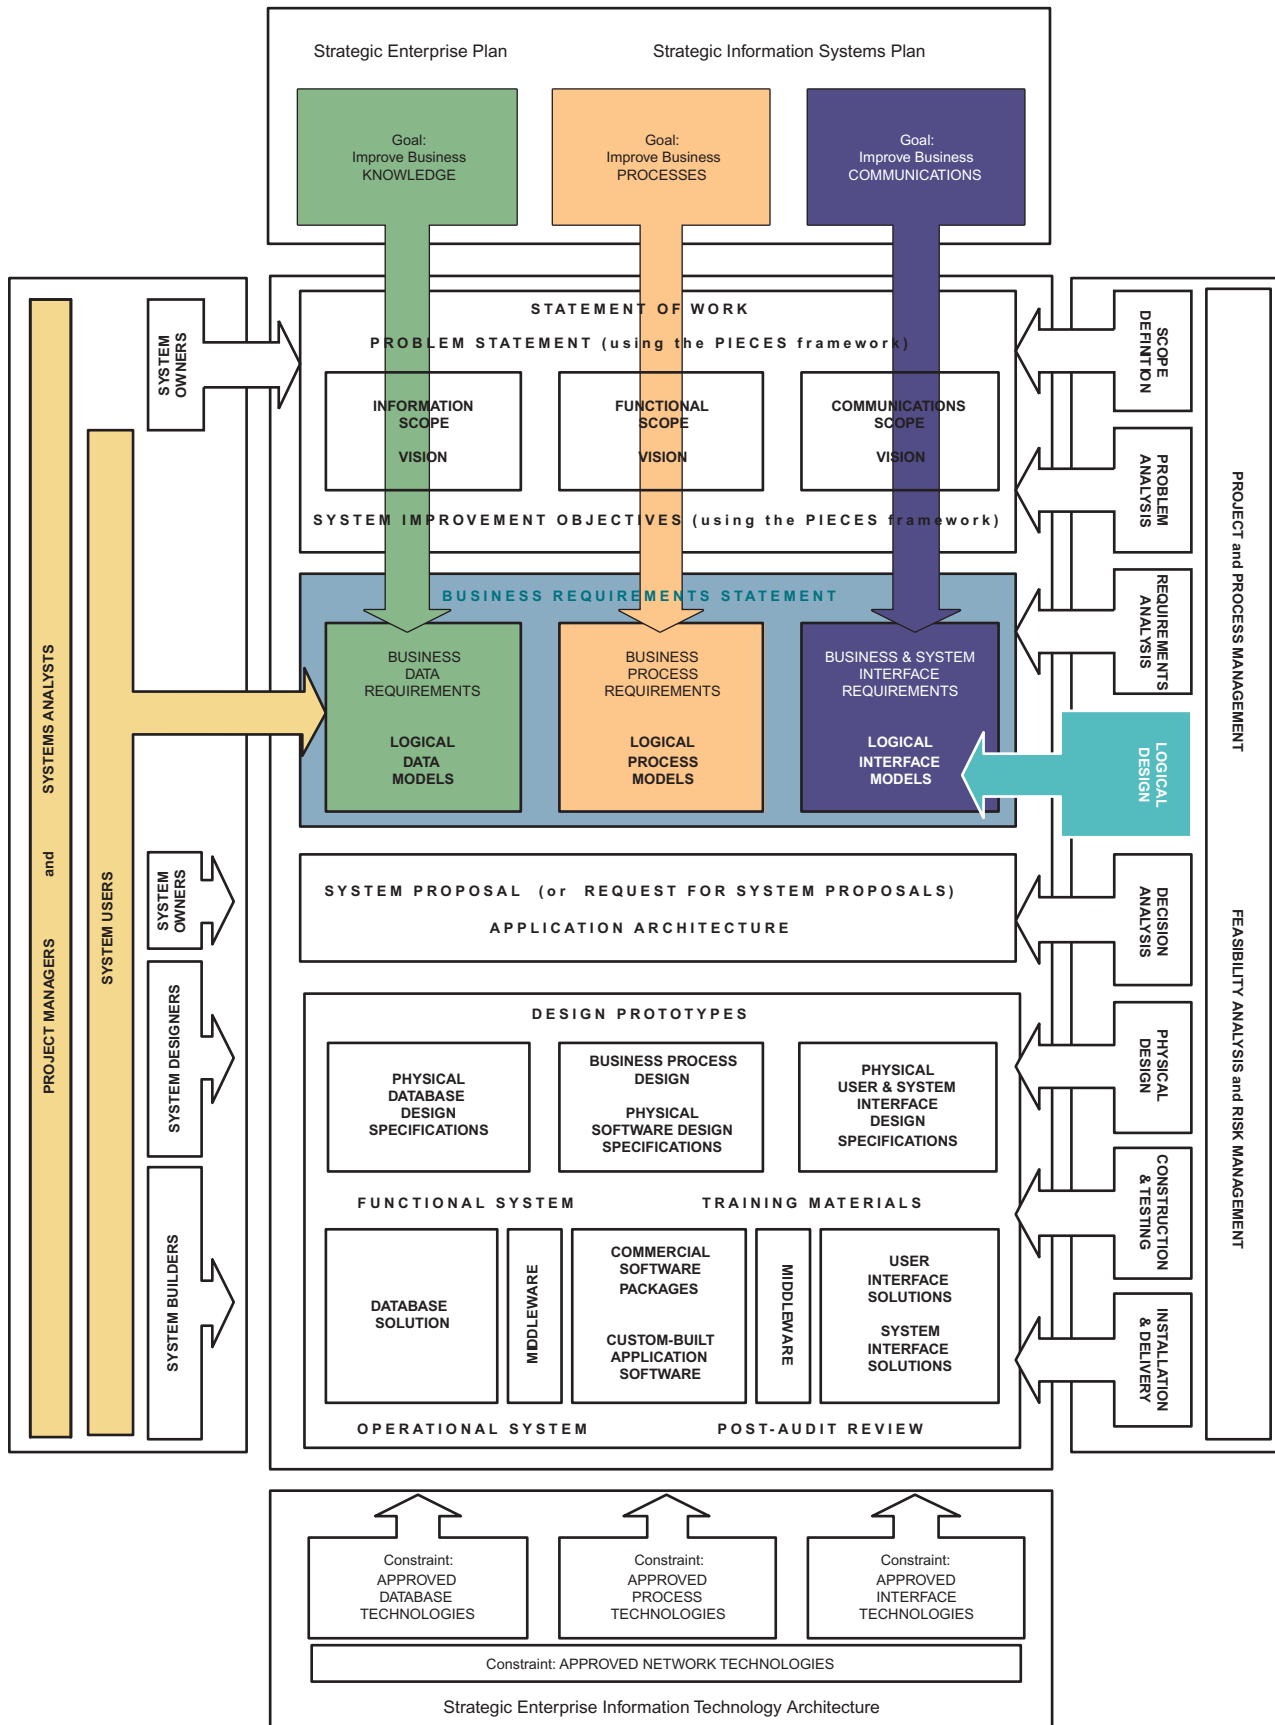 Strategic Enterprise Plan
Strategic Information Systems Plan
Goal:
Improve Business
KNOWLEDGE
Goal:
Improve Business
PROCESSES
Goal:
Improve Business
COMMUNICATIONS
PROJECT MANAGERS and SYSTEMS ANALYSTS
SYSTEM USERS
SYSTEM
OWNERS
SYSTEM
OWNERS
SYSTEM DESIGNERS
SYSTEM BUILDERS
STATEMENT OF WORK
PROBLEM STATEMENT (using the PIECES framework)
INFORMATION
SCOPE
VISION
FUNCTIONAL
SCOPE
VISION
COMMUNICATIONS
SCOPE
VISION
SYSTEM IMPROVEMENT OBJECTIVES (using the PIECES framework)
BUSINESS REQUIREMENTS STATEMENT
BUSINESS
DATA
REQUIREMENTS
LOGICAL
DATA
MODELS
BUSINESS
PROCESS
REQUIREMENTS
LOGICAL
PROCESS
MODELS
BUSINESS & SYSTEM
INTERFACE
REQUIREMENTS
LOGICAL
INTERFACE
MODELS
SYSTEM PROPOSAL (or REQUEST FOR SYSTEM PROPOSALS)
APPLICATION ARCHITECTURE
DESIGN PROTOTYPES
PHYSICAL
DATABASE
DESIGN
SPECIFICATIONS
BUSINESS PROCESS
DESIGN
PHYSICAL
SOFTWARE DESIGN
SPECIFICATIONS
PHYSICAL
USER & SYSTEM
INTERFACE
DESIGN
SPECIFICATIONS
FUNCTIONAL SYSTEM
TRAINING MATERIALS
DATABASE
SOLUTION
MIDDLEWARE
COMMERCIAL
SOFTWARE
PACKAGES
CUSTOM-BUILT
APPLICATION
SOFTWARE
MIDDLEWARE
USER
INTERFACE
SOLUTIONS
SYSTEM
INTERFACE
SOLUTIONS
OPERATIONAL SYSTEM
POST-AUDIT REVIEW
SCOPE
DEFINITION
PROBLEM
ANALYSIS
REQUIREMENTS
ANALYSIS
LOGICAL
DESIGN
DECISION
ANALYSIS
PHYSICAL
DESIGN
CONSTRUCTION
& TESTING
INSTALLATION
& DELIVERY
PROJECT and PROCESS MANAGEMENT
FEASIBILITY ANALYSIS and RISK MANAGEMENT
Constraint:
APPROVED
DATABASE
TECHNOLOGIES
Constraint:
APPROVED
PROCESS
TECHNOLOGIES
Constraint:
APPROVED
INTERFACE
TECHNOLOGIES
Constraint: APPROVED NETWORK TECHNOLOGIES
Strategic Enterprise Information Technology Architecture